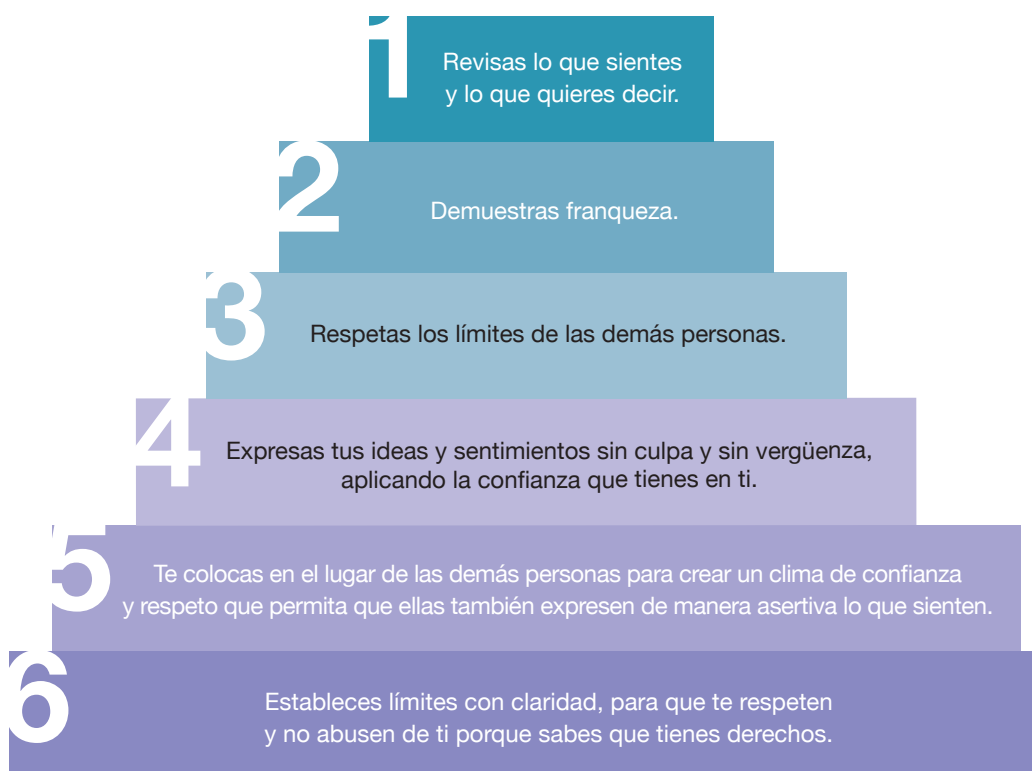 1
Revisas lo que sientes
y lo que quieres decir.
2
Demuestras franqueza.
3
Respetas los límites de las demás personas.
4
Expresas tus ideas y sentimientos sin culpa y sin vergüenza,
aplicando la confianza que tienes en ti.
5
Te colocas en el lugar de las demás personas para crear un clima de confianza
y respeto que permita que ellas también expresen de manera asertiva lo que sienten.
6
Estableces límites con claridad, para que te respeten
y no abusen de ti porque sabes que tienes derechos.